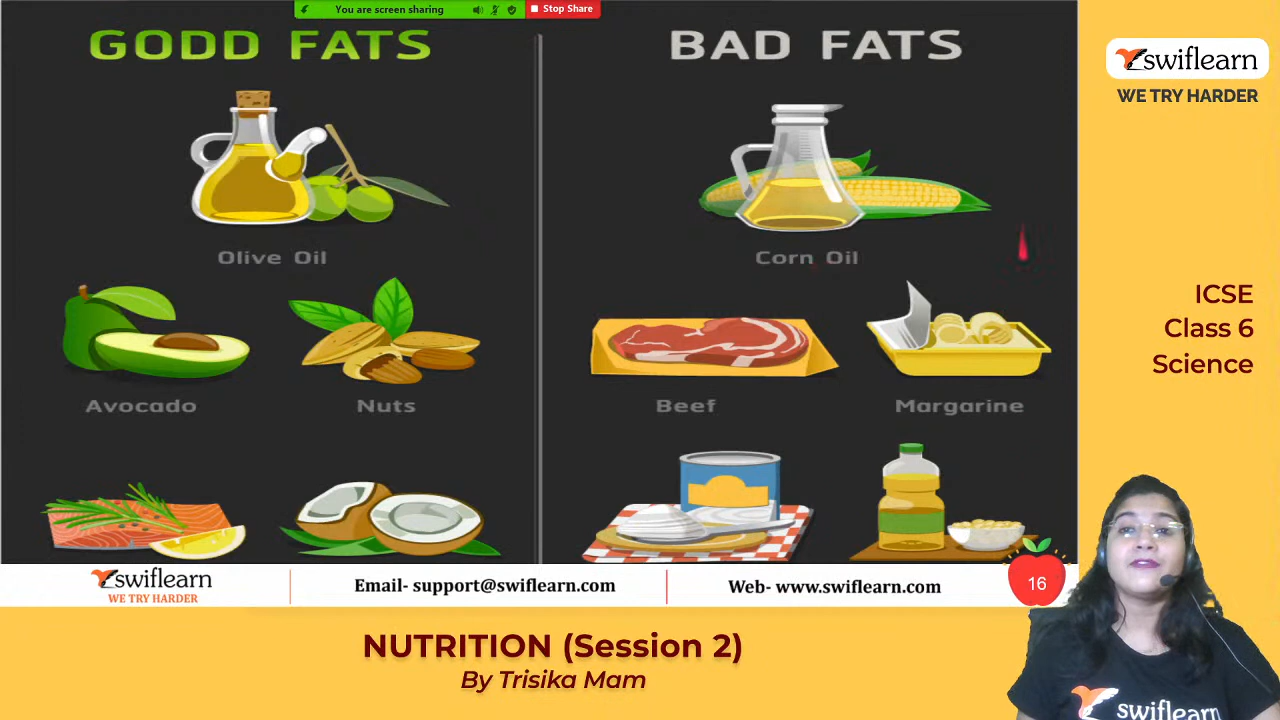 You are screen sharing
Stop Share
GODD FATS
BAD FATS
Olive Oil
Corn Oil
Avocado
Nuts
Beef
Margarine
swiflearn
WE TRY HARDER
Email- support@swiflearn.com
Web- www.swiflearn.com
16
NUTRITION (Session 2)
By Trisika Mam
swiflearn
WE TRY HARDER
ICSE
Class 6
Science
swiflearn